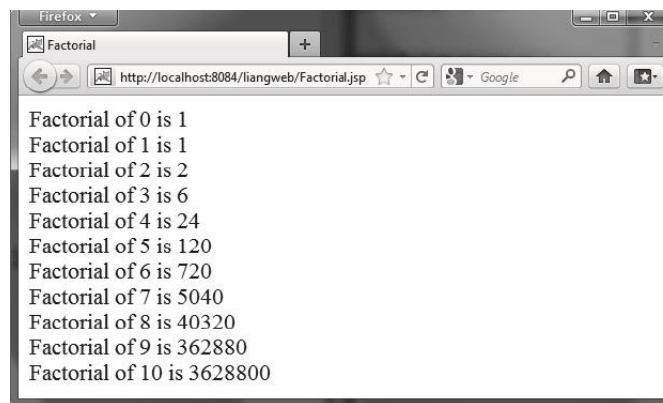 Firefox
Factorial
http://localhost:8084/liangweb/Factorial.jsp
Google
Factorial of 0 is 1
Factorial of 1 is 1
Factorial of 2 is 2
Factorial of 3 is 6
Factorial of 4 is 24
Factorial of 5 is 120
Factorial of 6 is 720
Factorial of 7 is 5040
Factorial of 8 is 40320
Factorial of 9 is 362880
Factorial of 10 is 3628800